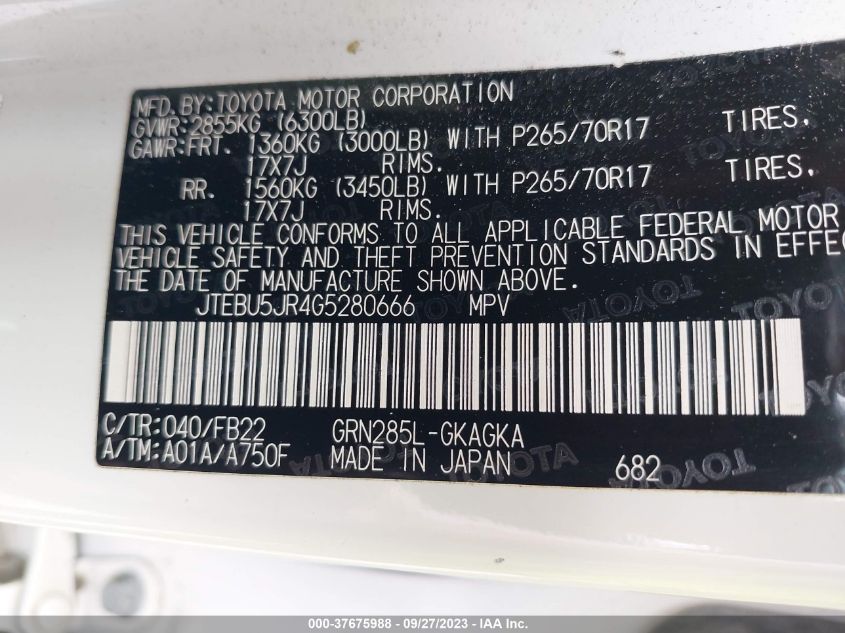 MFD. BY: TOYOTA MOTOR CORPORATION
GVWR: 2855KG (6300LB)
GAWR: FRT. 1360KG (3000LB) WITH P265/70R17 TIRES,
17X7J RIMS.
RR. 1560KG (3450LB) WITH P265/70R17 TIRES,
17X7J RIMS.
THIS VEHICLE CONFORMS TO ALL APPLICABLE FEDERAL MOTOR
VEHICLE SAFETY AND THEFT PREVENTION STANDARDS IN EFFE
THE DATE OF MANUFACTURE SHOWN ABOVE.
JTEBU5JR4G5280666 MPV
C/TR: 040/FB22 GRN285L-GKAGKA
A/TM: A01A/A750F MADE IN JAPAN 682
TOYOTA
000-37675988 - 09/27/2023 - IAAI.COM